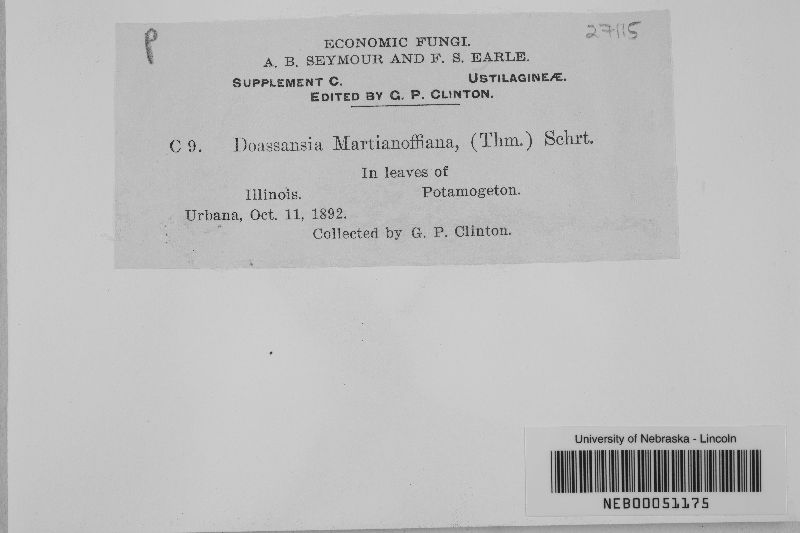 P 27115
ECONOMIC FUNGI.
A. B. SEYMOUR AND F. S. EARLE.
SUPPLEMENT C. USTILAGINEÆ.
EDITED BY G. P. CLINTON.
C 9. Doassansia Martianoffiana, (Thm.) Schrt.
In leaves of
Illinois. Potamogeton.
Urbana, Oct. 11, 1892.
Collected by G. P. Clinton.
University of Nebraska - Lincoln
NEB00051175